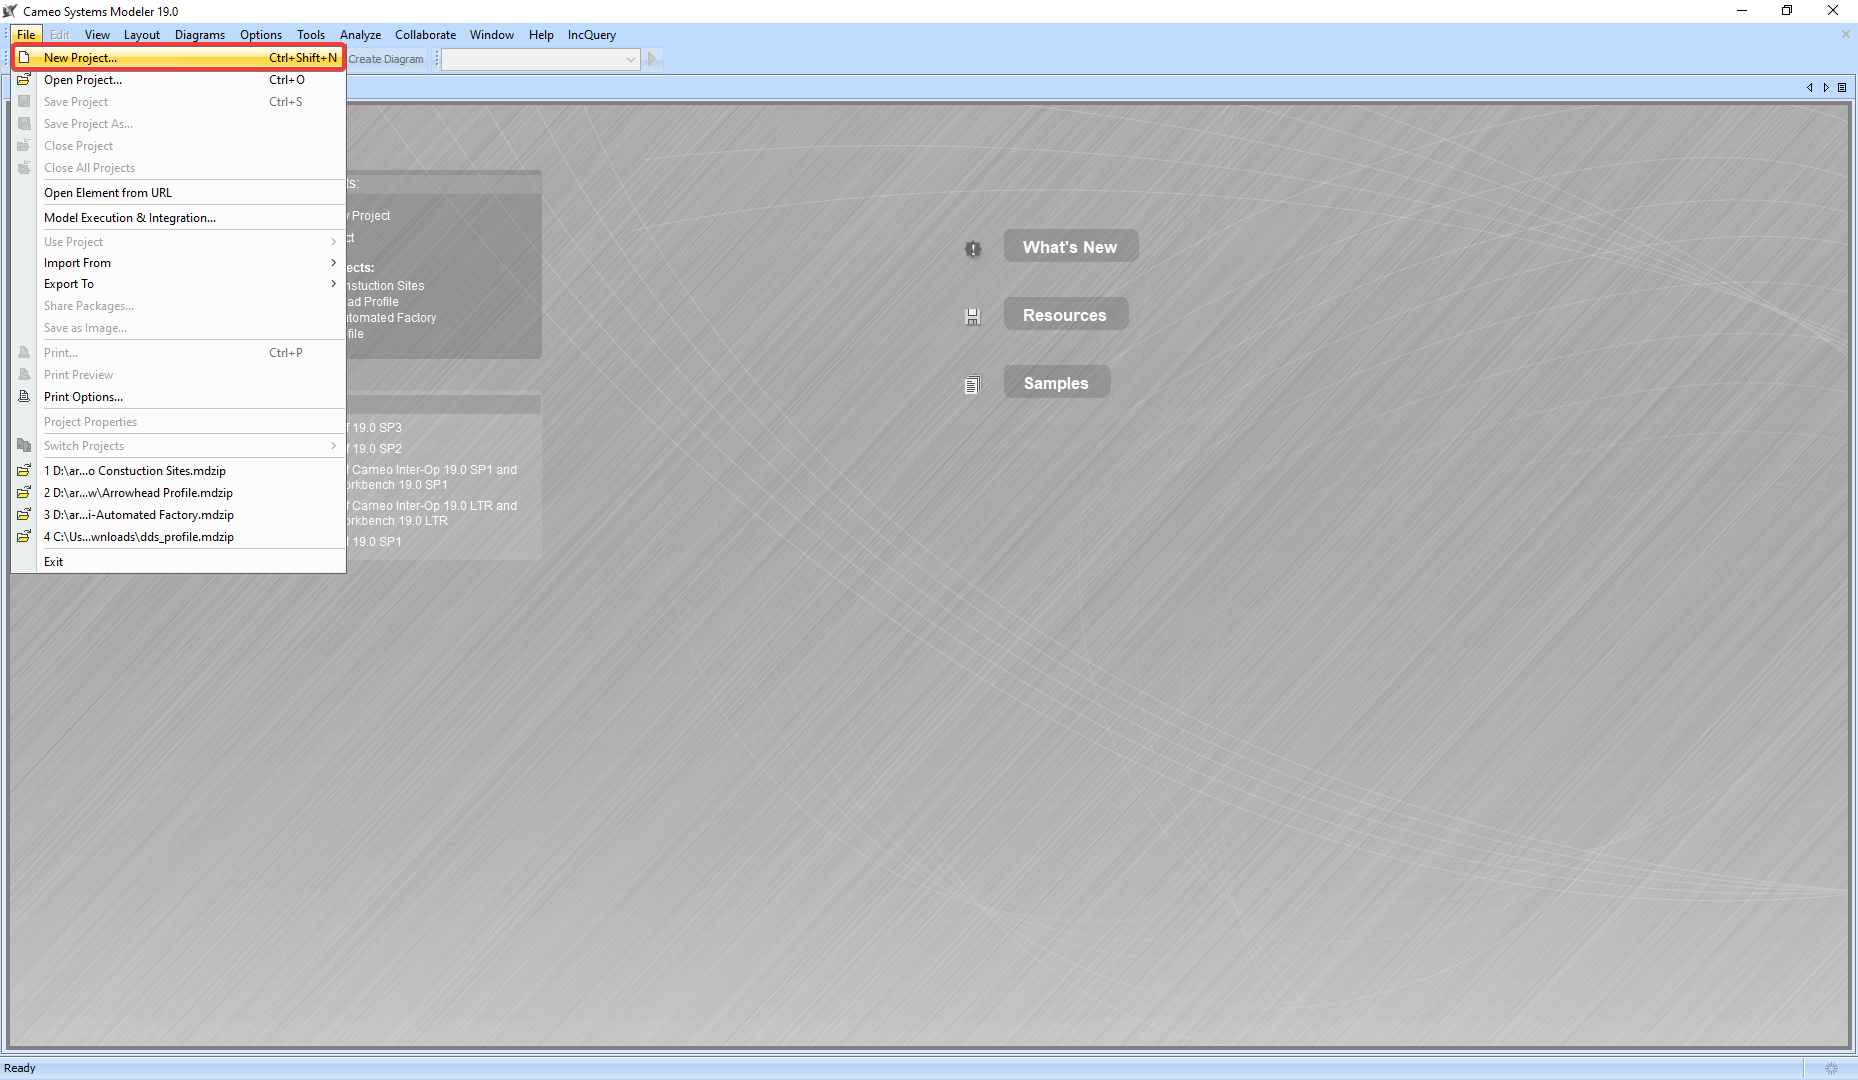 Cameo Systems Modeler 19.0
File Edit View Layout Diagrams Options Tools Analyze Collaborate Window Help IncQuery
New Project... Ctrl+Shift+N
Create Diagram
Open Project... Ctrl+O
Save Project Ctrl+S
Save Project As...
Close Project
Close All Projects
Open Element from URL
Model Execution & Integration...
Use Project
Import From
Export To
Share Packages...
Save as Image...
Print... Ctrl+P
Print Preview
Print Options...
Project Properties
Switch Projects
1 D:\ar...o Constuction Sites.mdzip
2 D:\ar...w\Arrowhead Profile.mdzip
3 D:\ar...i-Automated Factory.mdzip
4 C:\Us...wnloads\dds_profile.mdzip
Exit
ts:
Project
ct
ects:
nstuction Sites
ad Profile
tomated Factory
file
19.0 SP3
19.0 SP2
f Cameo Inter-Op 19.0 SP1 and
rkbench 19.0 SP1
f Cameo Inter-Op 19.0 LTR and
rkbench 19.0 LTR
19.0 SP1
What's New
Resources
Samples
Ready